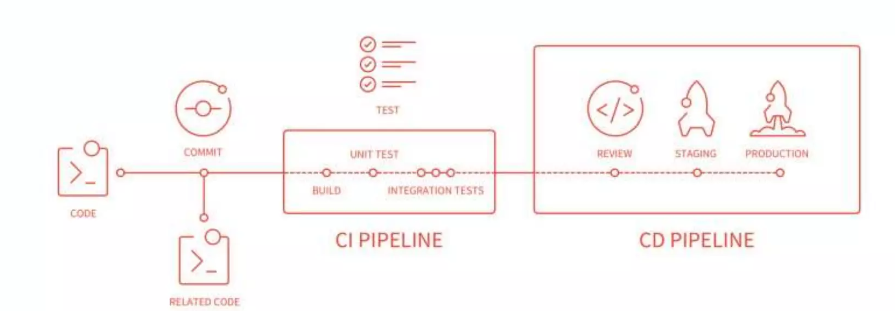 TEST
COMMIT
UNIT TEST
REVIEW
STAGING
PRODUCTION
BUILD
INTEGRATION TESTS
CODE
CI PIPELINE
CD PIPELINE
RELATED CODE